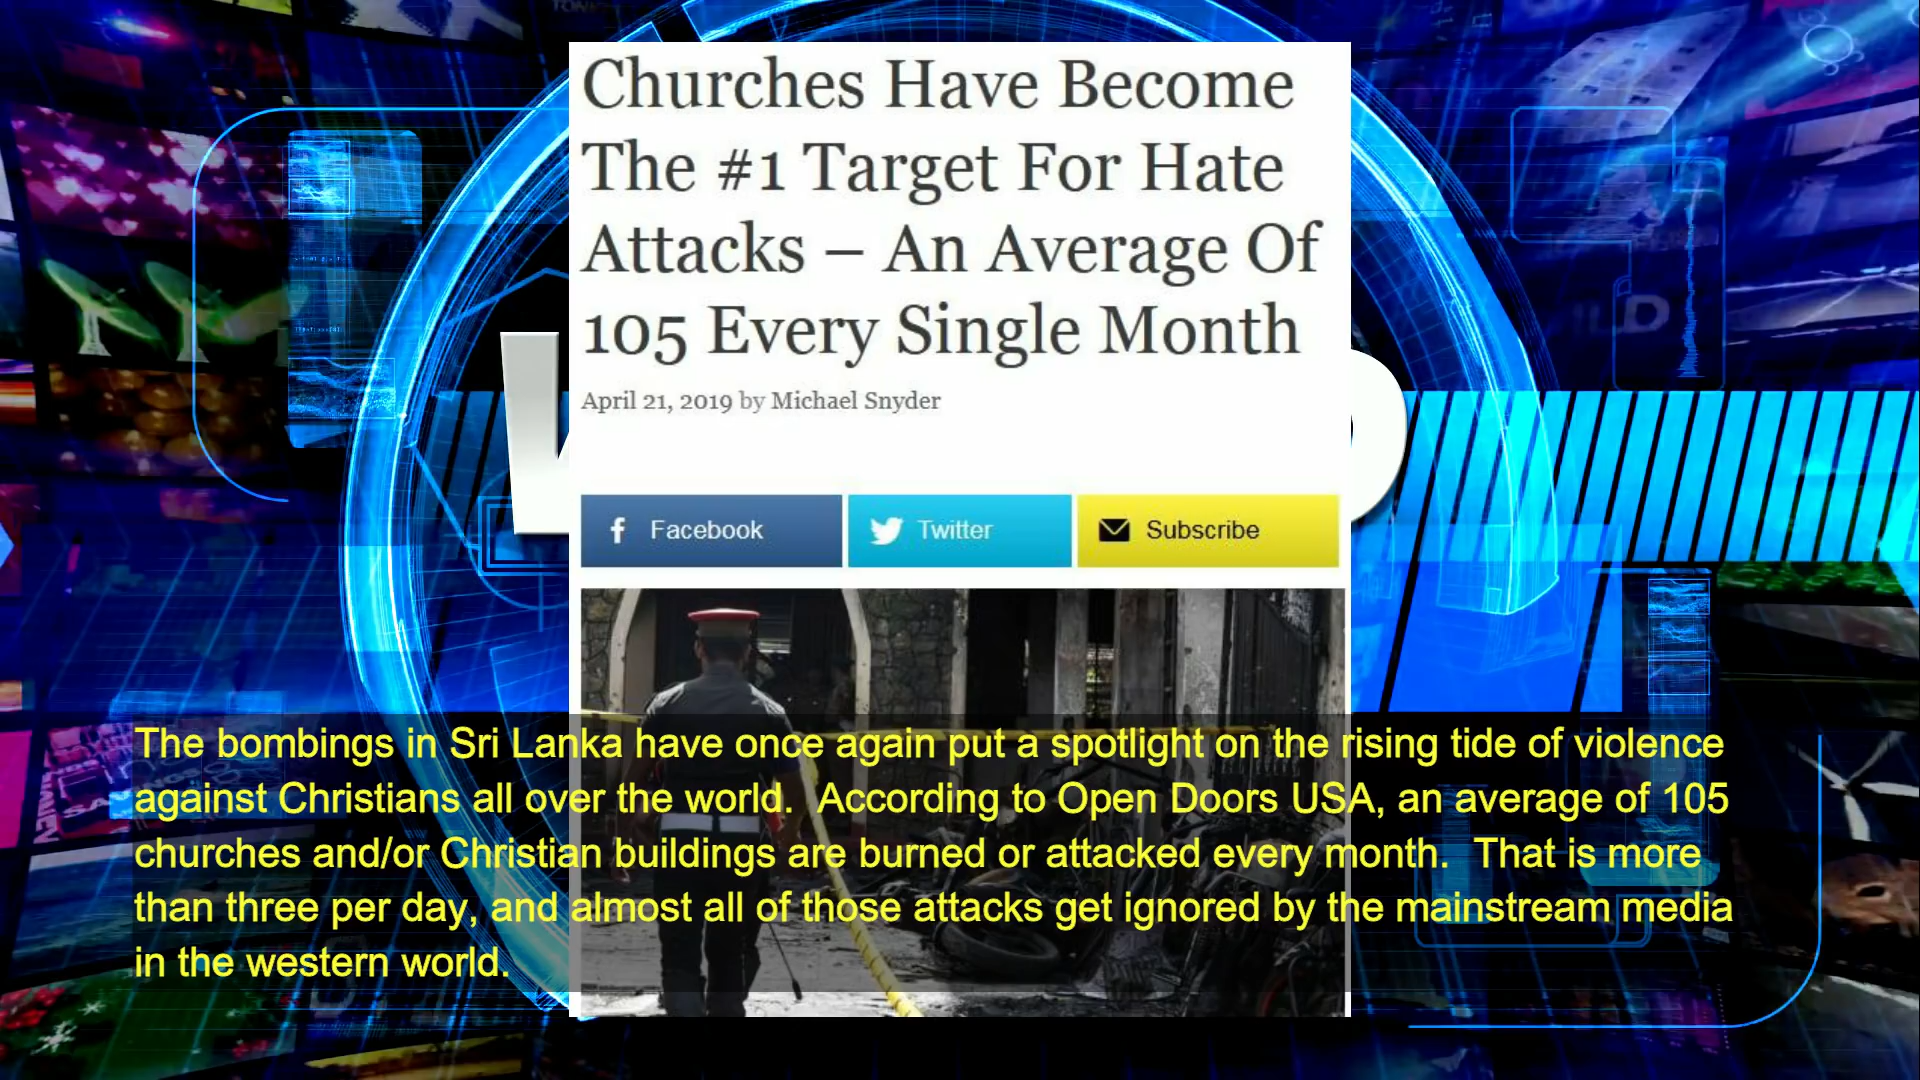 Churches Have Become
The #1 Target For Hate
Attacks – An Average Of
105 Every Single Month
April 21, 2019 by Michael Snyder
Facebook
Twitter
Subscribe
The bombings in Sri Lanka have once again put a spotlight on the rising tide of violence
against Christians all over the world.  According to Open Doors USA, an average of 105
churches and/or Christian buildings are burned or attacked every month.  That is more
than three per day, and almost all of those attacks get ignored by the mainstream media
in the western world.